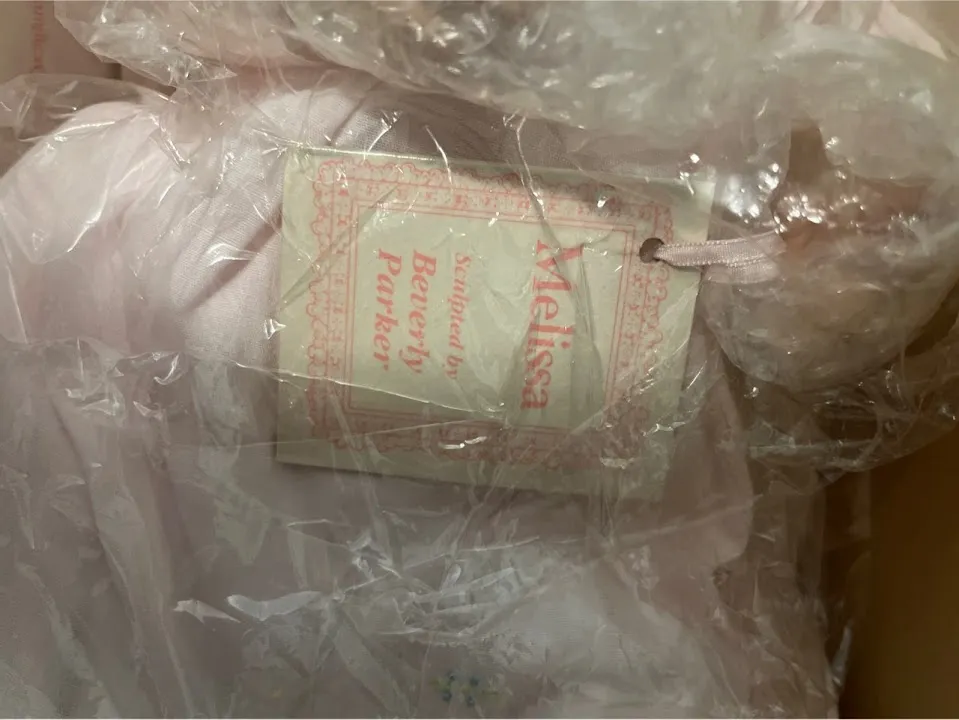 Melissa
Sculpted by
Beverly
Parker